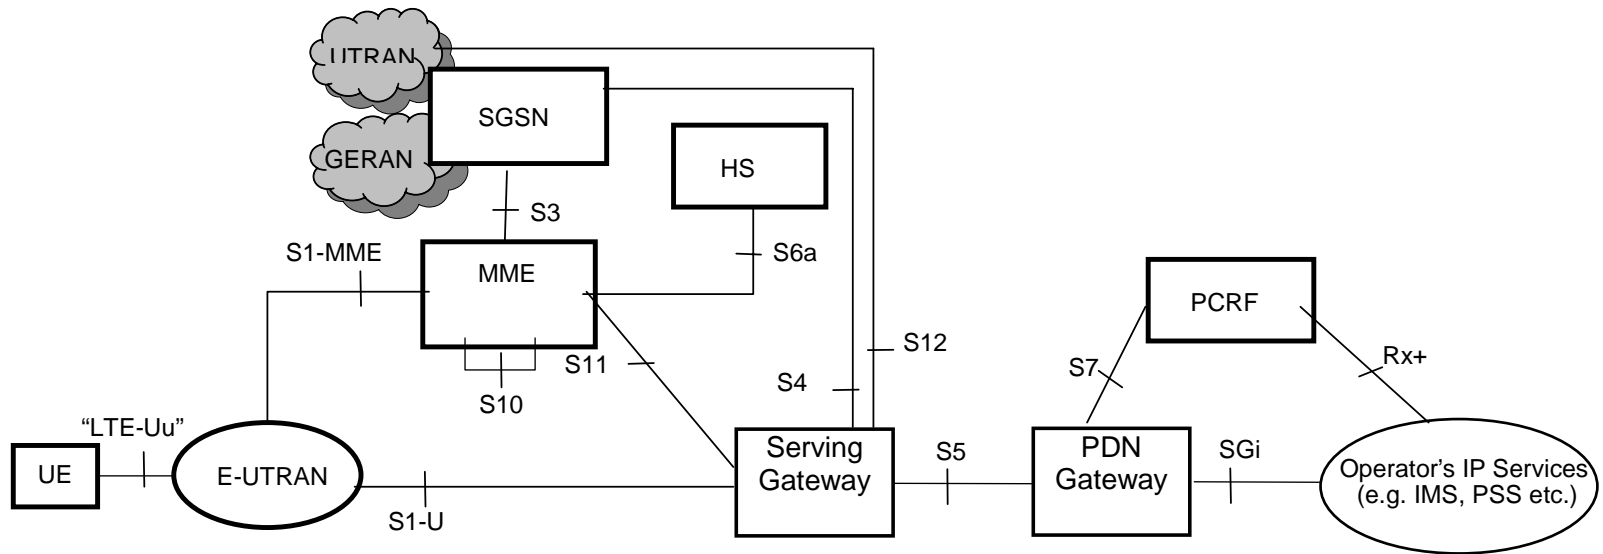 UTRAN
SGSN
GERAN
HS
S3
S1-MME
S6a
MME
PCRF
S12
S11
S7
Rx+
S4
S10
“LTE-Uu”
Serving
Gateway
PDN
Gateway
S5
SGi
UE
E-UTRAN
Operator’s IP Services
(e.g. IMS, PSS etc.)
S1-U